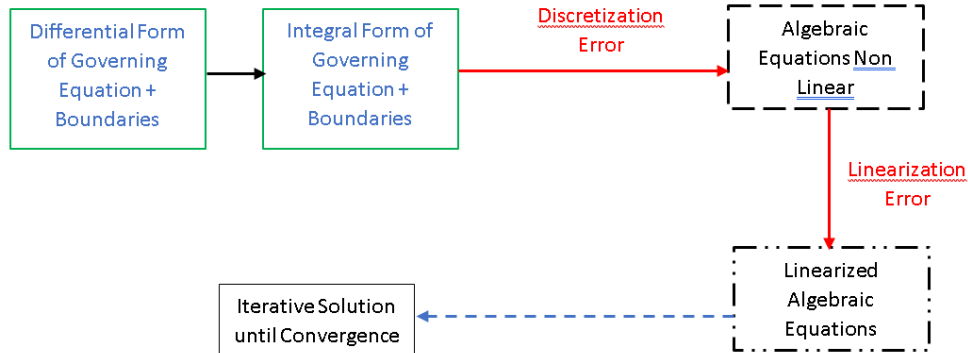 Differential Form
of Governing
Equation +
Boundaries
Integral Form of
Governing
Equation +
Boundaries
Discretization
Error
Algebraic
Equations Non
Linear
Linearization
Error
Linearized
Algebraic
Equations
Iterative Solution
until Convergence